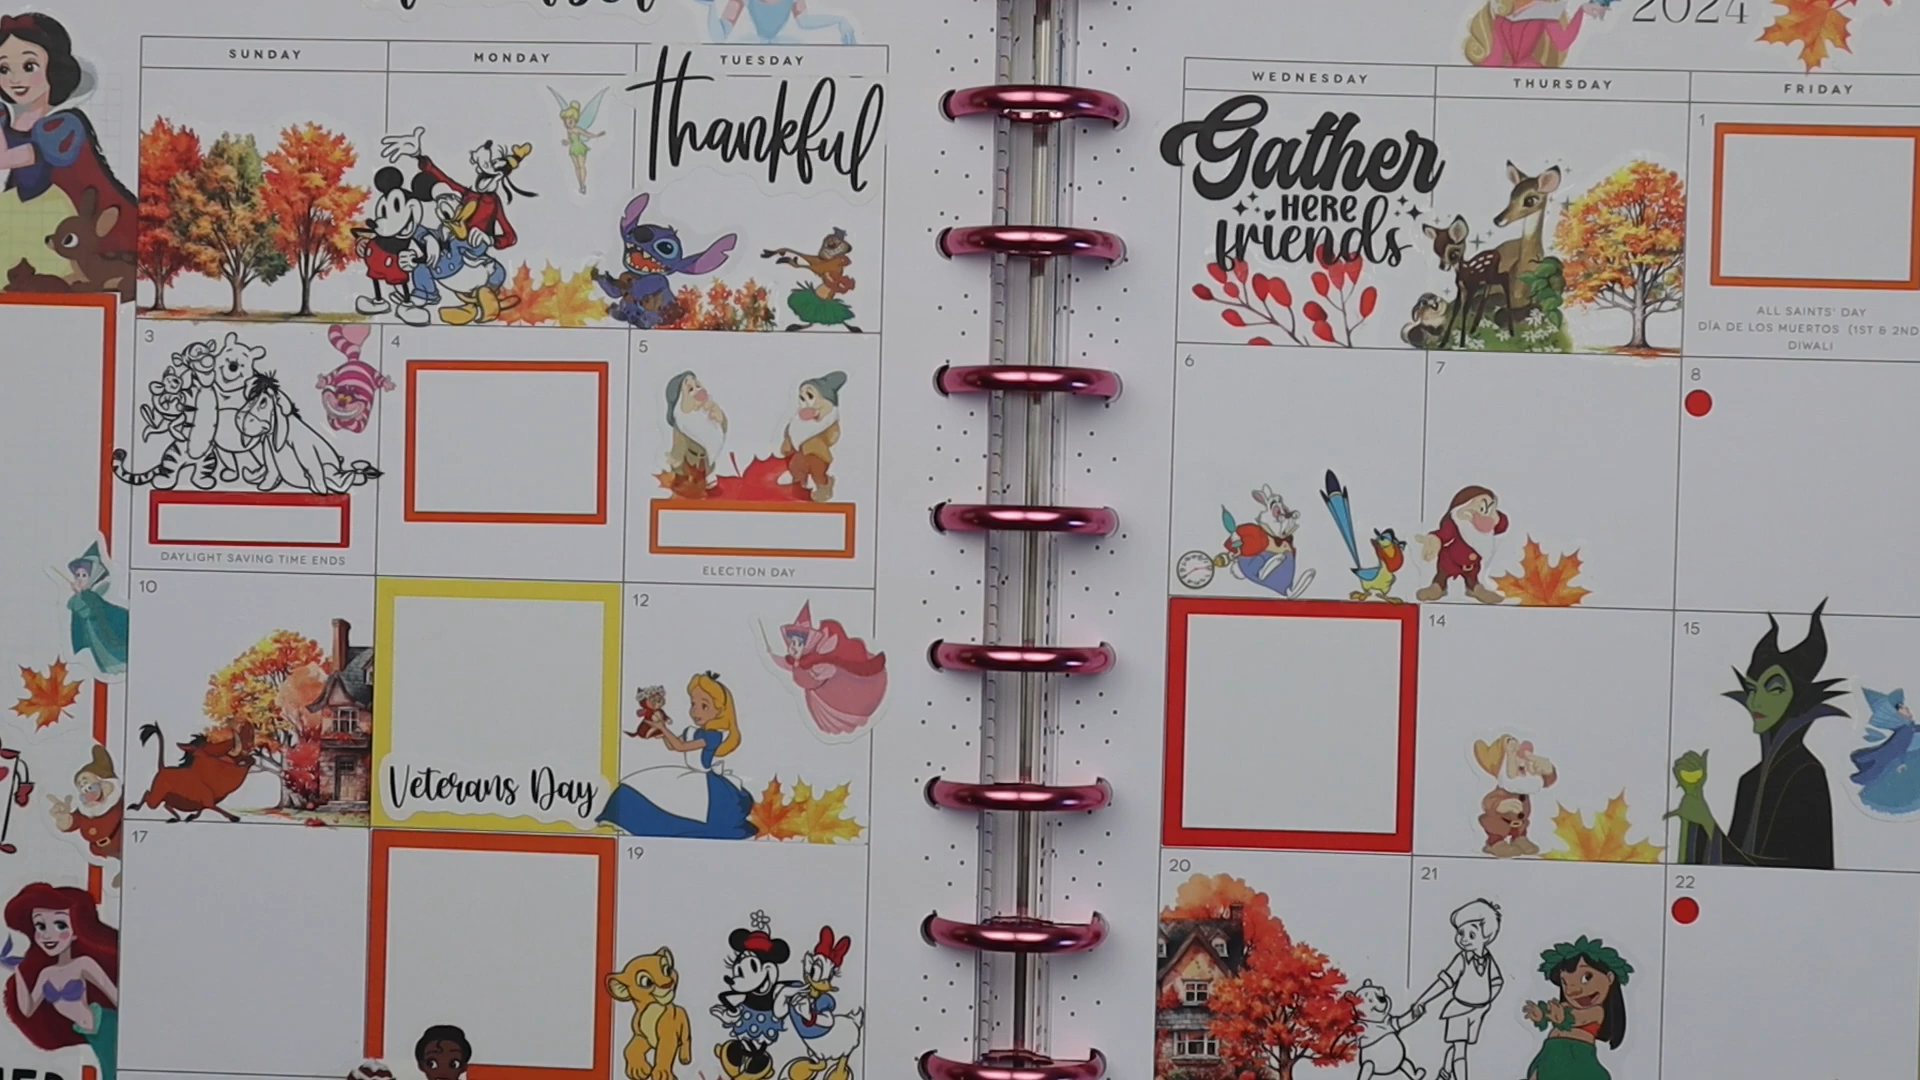 2024
SUNDAY
MONDAY
TUESDAY
WEDNESDAY
THURSDAY
FRIDAY
thankful
Gather
HERE
friends
1
ALL SAINTS' DAY
DÍA DE LOS MUERTOS (1ST & 2ND
DIWALI
3
4
5
6
7
8
DAYLIGHT SAVING TIME ENDS
ELECTION DAY
10
12
14
15
Veterans Day
17
19
20
21
22